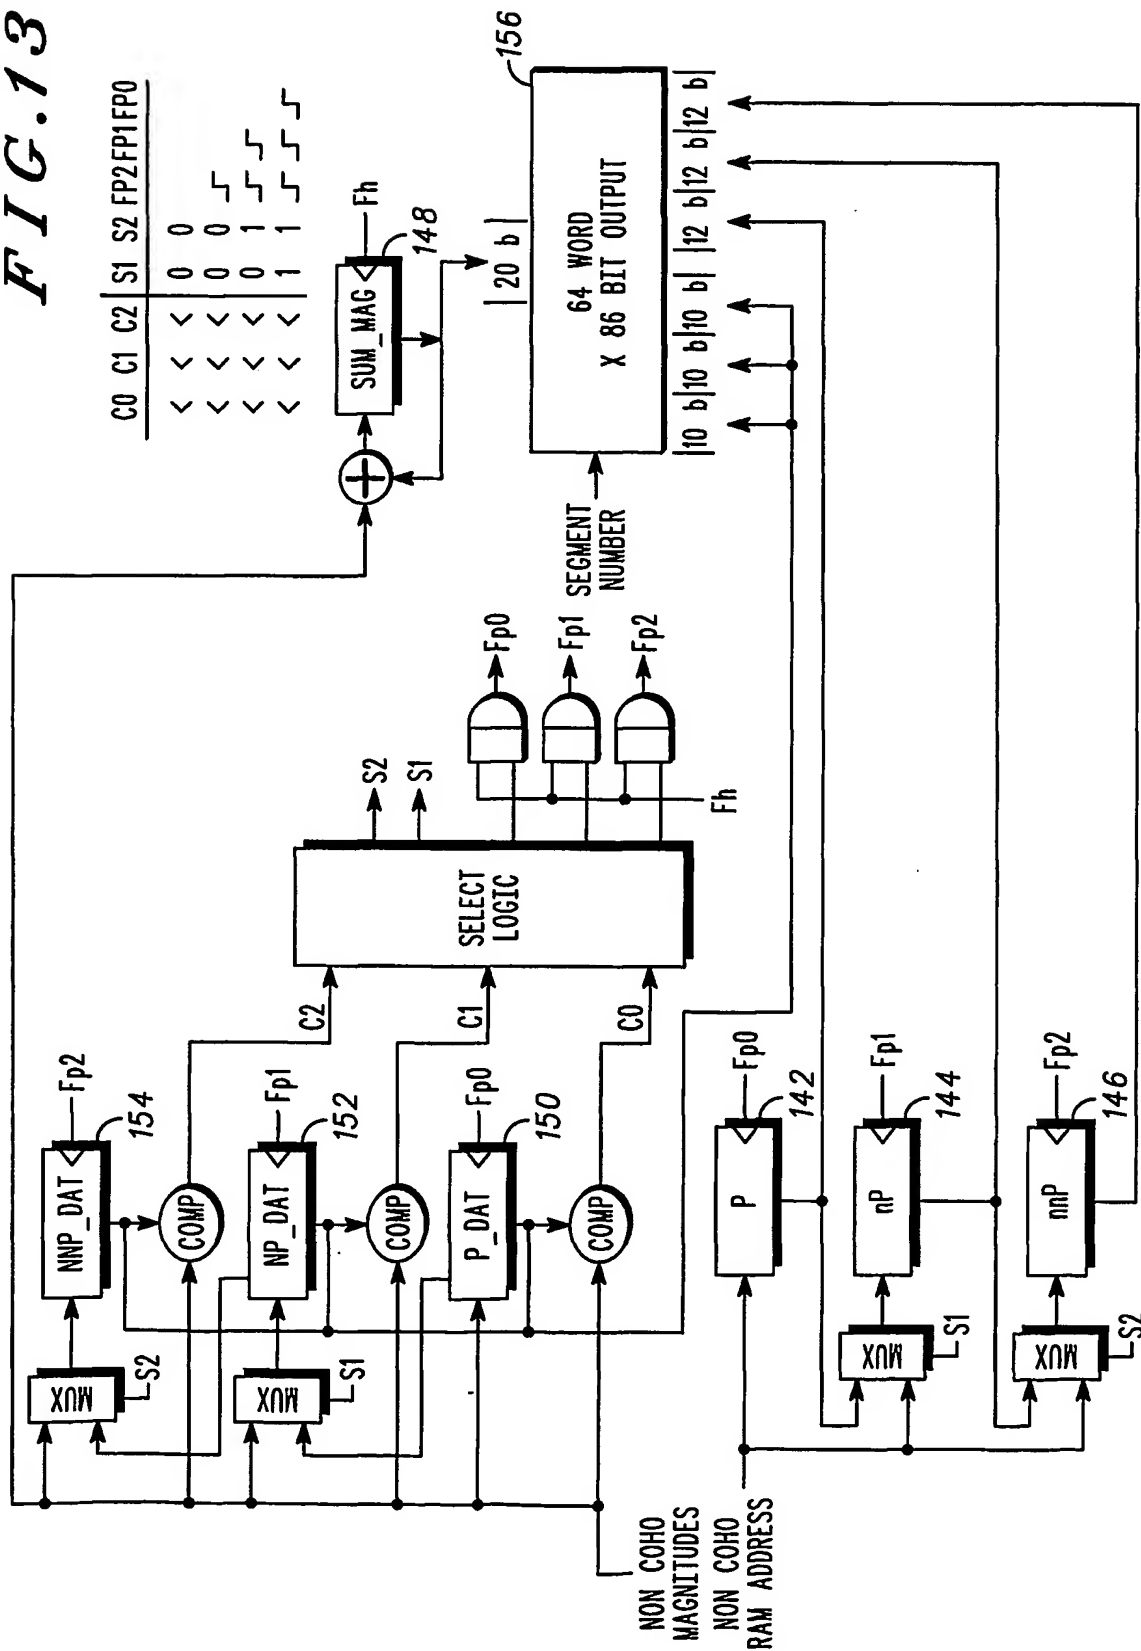 FIG.13
C0 C1 C2 S1 S2 FP2 FP1 FP0
< < < 0 0
< < < 0 0
< < < 0 1
< < < 1 1
SUM_MAG
Fh
148
156
|20 b|
64 WORD
X 86 BIT OUTPUT
|10 b|10 b|10 b| |12 b|12 b|12 b|
SEGMENT
NUMBER
Fp0
Fp1
Fp2
Fh
S2
S1
SELECT
LOGIC
C2
C1
C0
NNP_DAT
Fp2
154
COMP
MUX
S2
NP_DAT
Fp1
152
COMP
MUX
S1
P_DAT
Fp0
150
COMP
P
Fp0
142
nP
Fp1
144
MUX
S1
nnP
Fp2
146
MUX
S2
NON COHO
MAGNITUDES
NON COHO
RAM ADDRESS